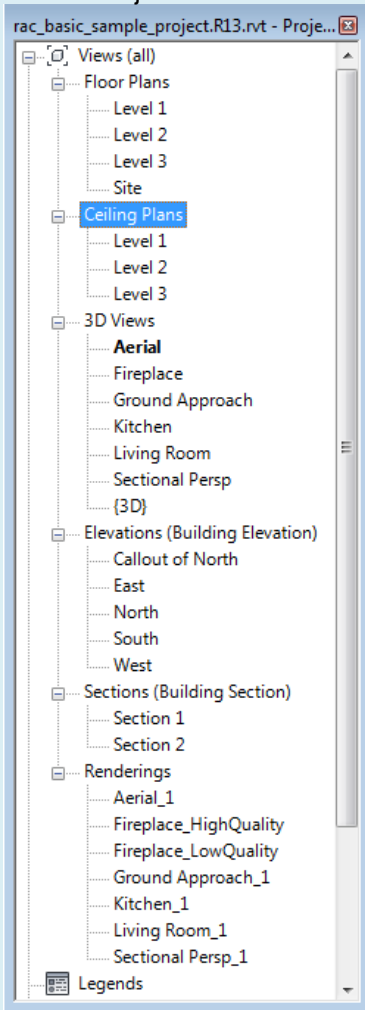 rac_basic_sample_project.R13.rvt - Proje...
Views (all)
Floor Plans
Level 1
Level 2
Level 3
Site
Ceiling Plans
Level 1
Level 2
Level 3
3D Views
Aerial
Fireplace
Ground Approach
Kitchen
Living Room
Sectional Persp
{3D}
Elevations (Building Elevation)
Callout of North
East
North
South
West
Sections (Building Section)
Section 1
Section 2
Renderings
Aerial_1
Fireplace_HighQuality
Fireplace_LowQuality
Ground Approach_1
Kitchen_1
Living Room_1
Sectional Persp_1
Legends